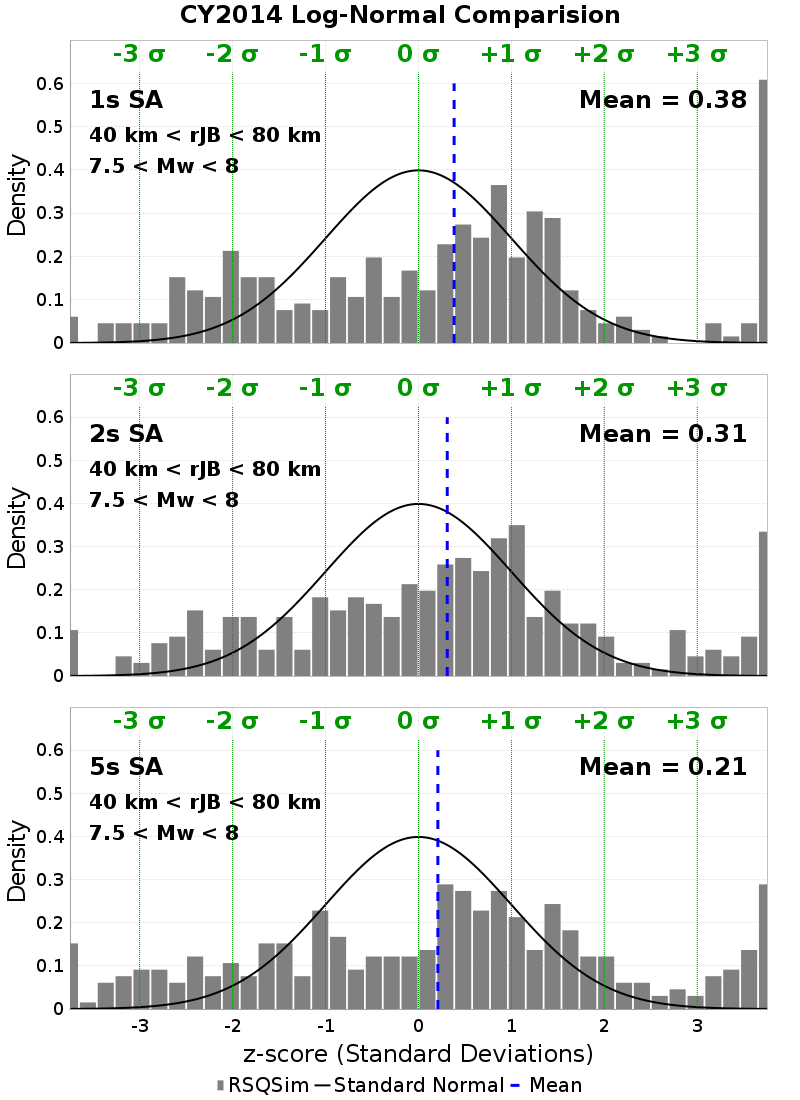 CY2014 Log-Normal Comparision
-3 σ -2 σ -1 σ 0 σ +1 σ +2 σ +3 σ
0.6
1s SA Mean = 0.38
0.5
40 km < rJB < 80 km
7.5 < Mw < 8
0.4
0.3
0.2
0.1
0
Density
-3 σ -2 σ -1 σ 0 σ +1 σ +2 σ +3 σ
0.6
2s SA Mean = 0.31
0.5
40 km < rJB < 80 km
7.5 < Mw < 8
0.4
0.3
0.2
0.1
0
Density
-3 σ -2 σ -1 σ 0 σ +1 σ +2 σ +3 σ
0.6
5s SA Mean = 0.21
0.5
40 km < rJB < 80 km
7.5 < Mw < 8
0.4
0.3
0.2
0.1
0
Density
-3 -2 -1 0 1 2 3
z-score (Standard Deviations)
RSQSim Standard Normal Mean